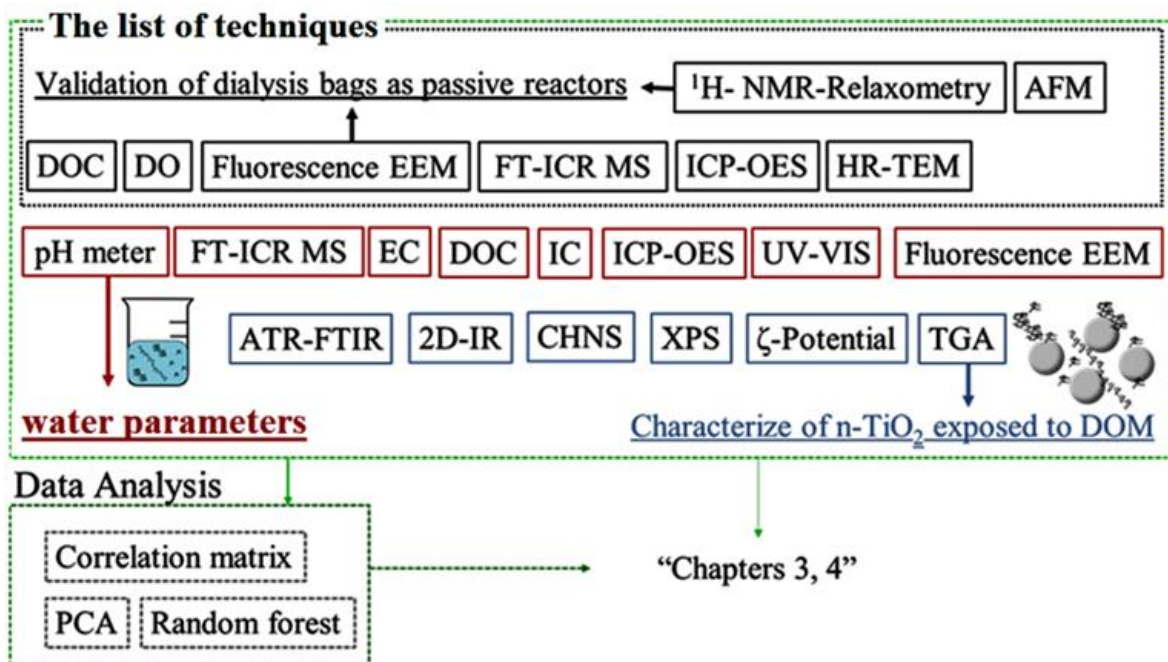 The list of techniques
Validation of dialysis bags as passive reactors
¹H- NMR-Relaxometry
AFM
DOC
DO
Fluorescence EEM
FT-ICR MS
ICP-OES
HR-TEM
pH meter
FT-ICR MS
EC
DOC
IC
ICP-OES
UV-VIS
Fluorescence EEM
ATR-FTIR
2D-IR
CHNS
XPS
ζ-Potential
TGA
water parameters
Characterize of n-TiO₂ exposed to DOM
Data Analysis
Correlation matrix
PCA
Random forest
“Chapters 3, 4”